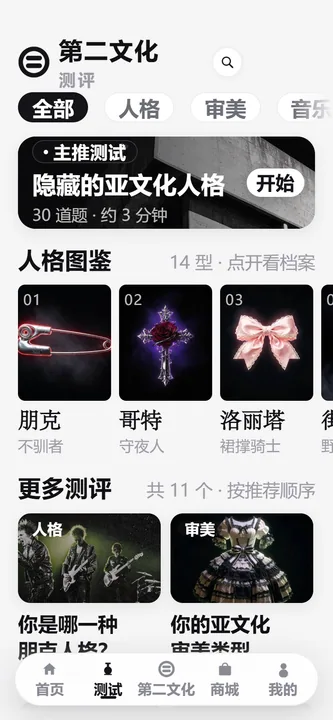 第二文化
测评
全部 人格 审美 音乐
• 主推测试
隐藏的亚文化人格
开始
30 道题 · 约 3 分钟
人格图鉴 14 型 · 点开看档案
01 02 03
朋克 哥特 洛丽塔
不驯者 守夜人 裙撑骑士
更多测评 共 11 个 · 按推荐顺序
人格 审美
你是哪一种 你的亚文化
朋克人格? 审美类型
首页 测试 第二文化 商城 我的